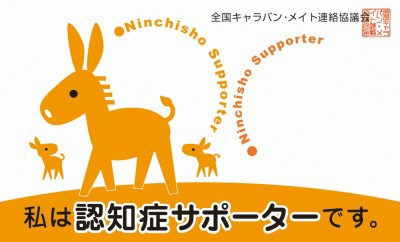 全国キャラバン・メイト連絡協議会
Ninchisho Supporter
Ninchisho Supporter
私は認知症サポーターです。